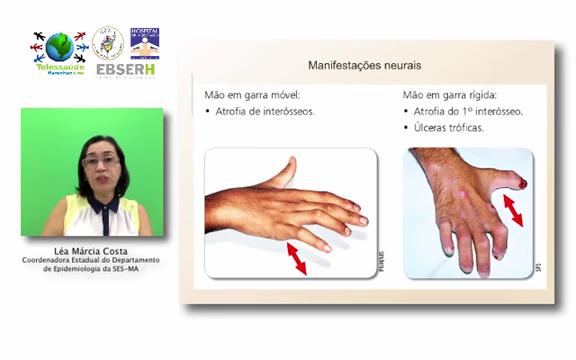 HOSPITAL
Telessaúde
EBSERH
Manifestações neurais
Mão em garra móvel:
• Atrofia de interósseos.
Mão em garra rígida:
• Atrofia do 1º interósseo.
• Úlceras tróficas.
Léa Márcia Costa
Coordenadora Estadual do Departamento
de Epidemiologia da SES-MA